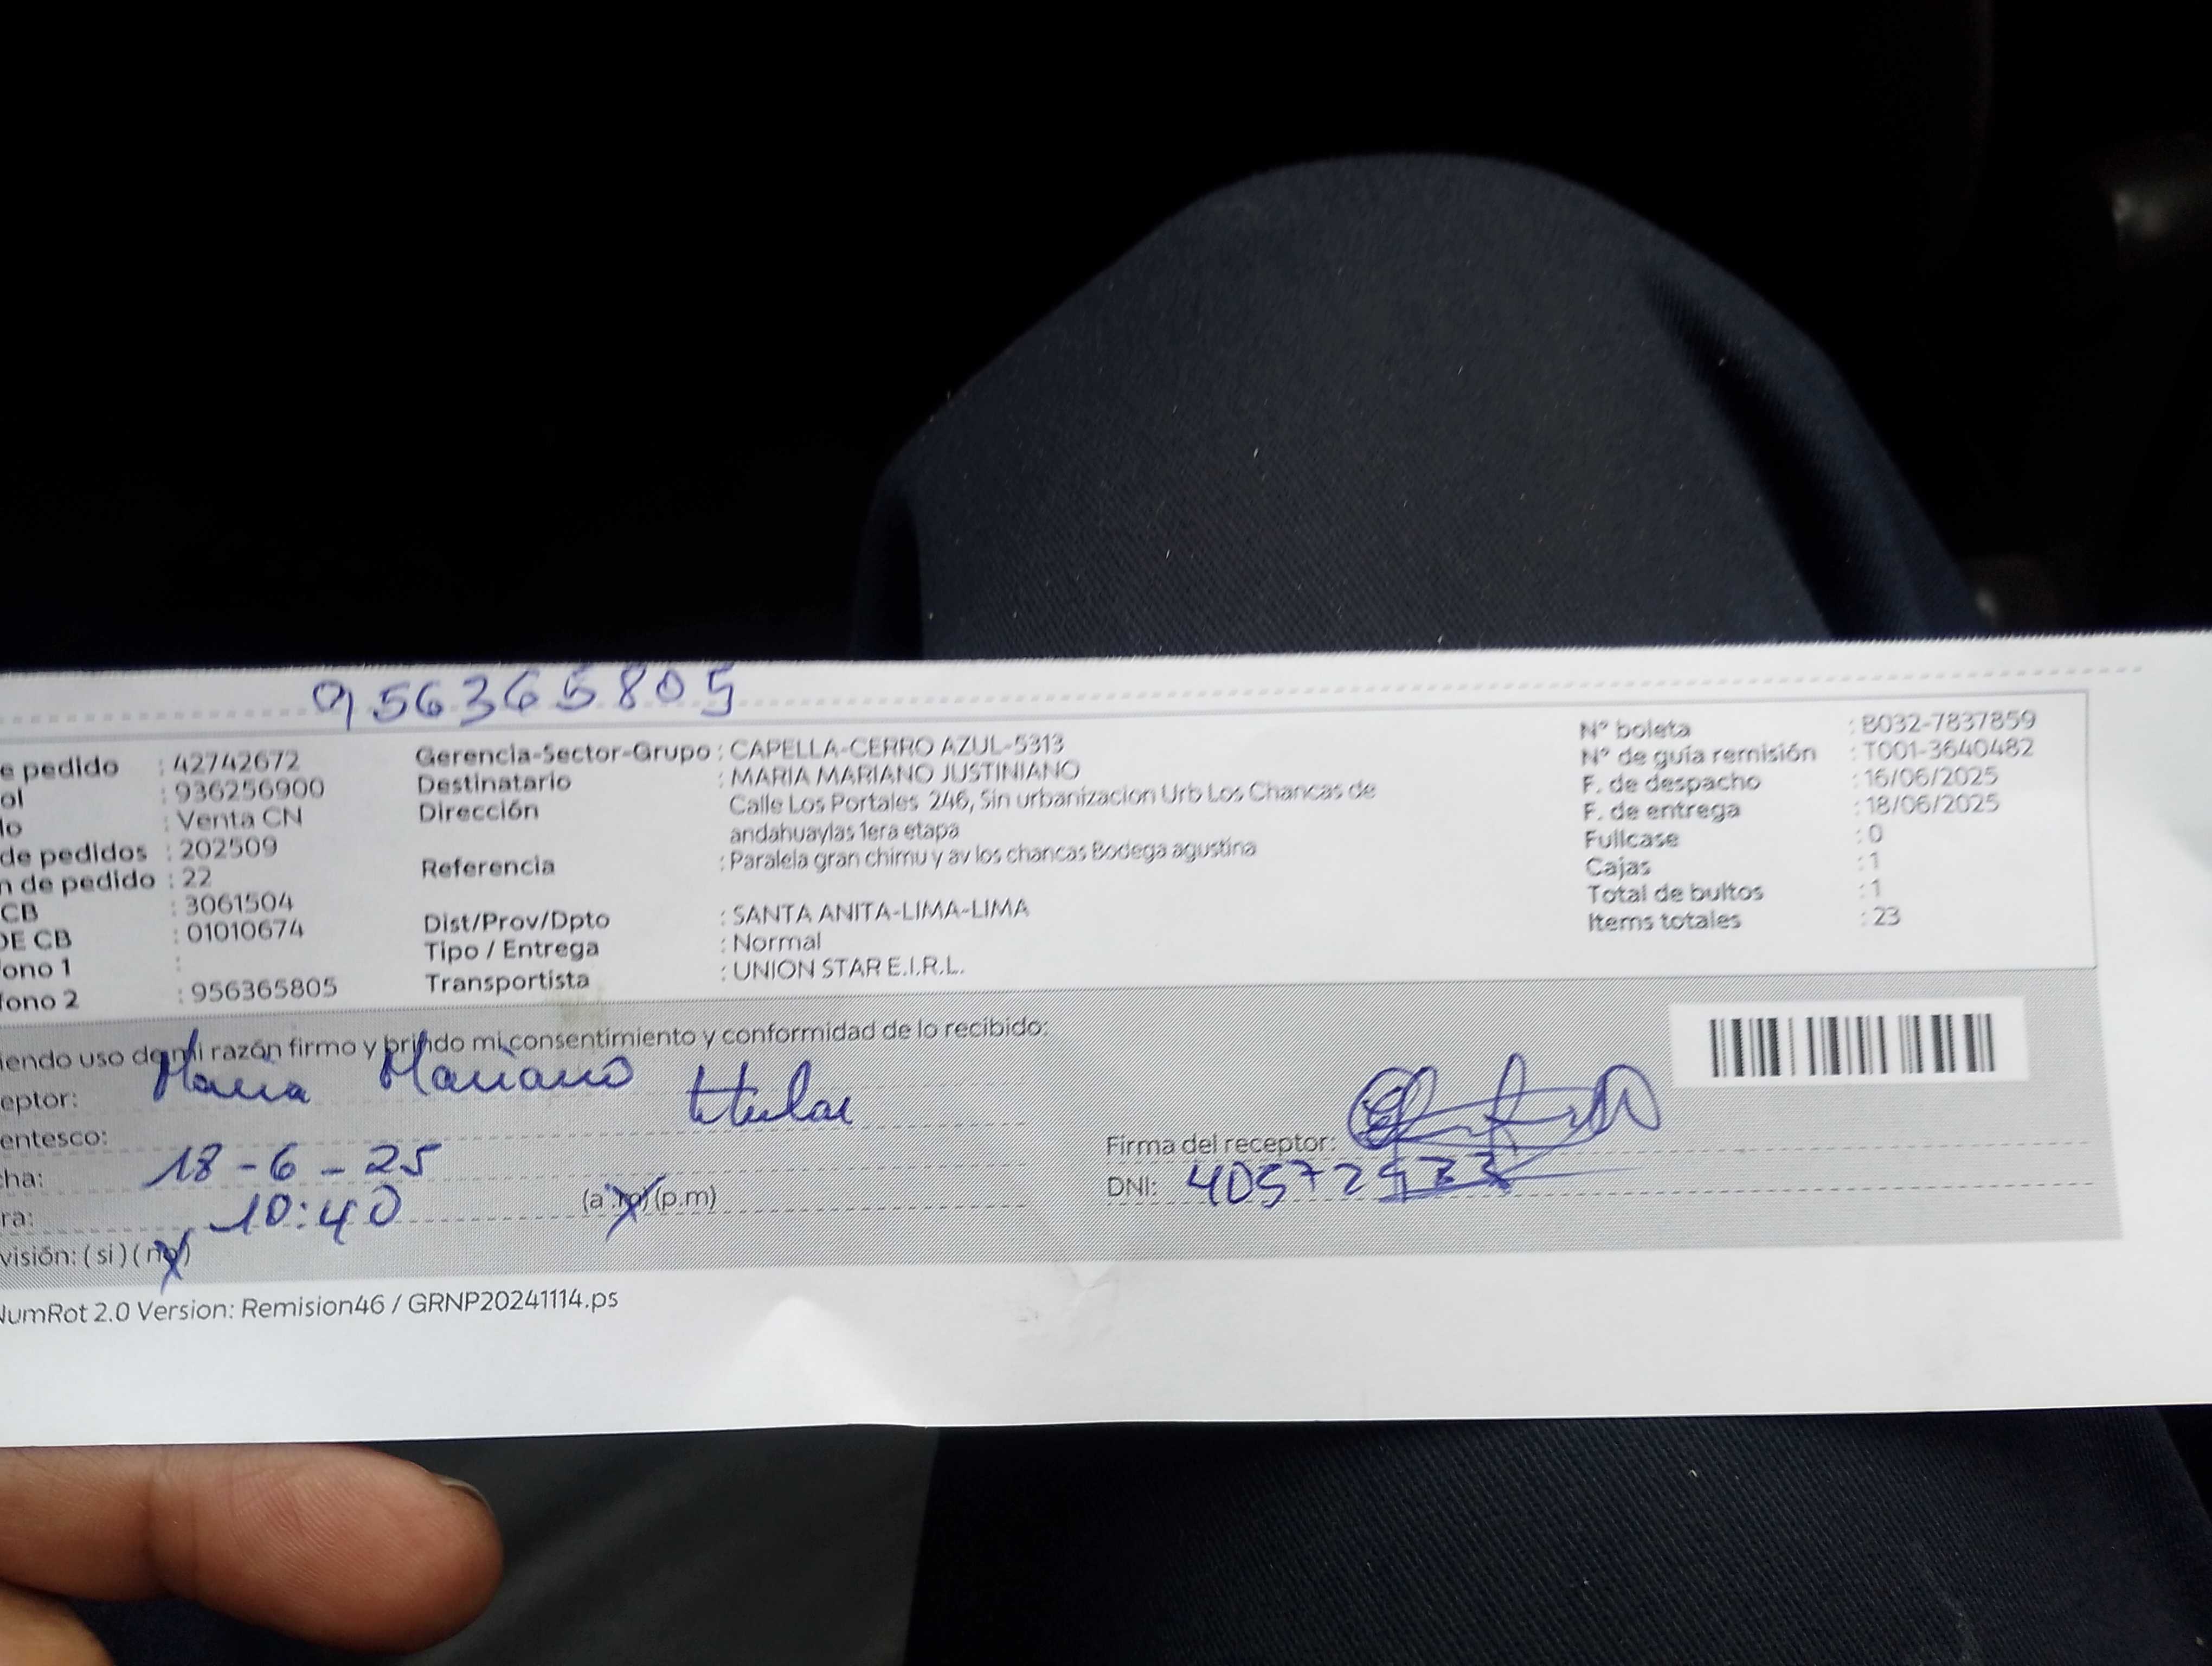 956365805
e pedido : 42742672 Gerencia-Sector-Grupo : CAPELLA-CERRO AZUL-5313 N° boleta : B032-7837859
ol : 936256900 Destinatario : MARIA MARIANO JUSTINIANO N° de guía remisión : T001-3640482
lo : Venta CN Dirección Calle Los Portales 246, Sin urbanizacion Urb Los Chancas de F. de despacho : 16/06/2025
andahuaylas 1era etapa F. de entrega : 18/06/2025
de pedidos : 202509 Referencia : Paralela gran chimu y av los chancas Bodega agustina Fullcase : 0
n de pedido : 22 Cajas : 1
CB : 3061504 Dist/Prov/Dpto : SANTA ANITA-LIMA-LIMA Total de bultos : 1
DE CB : 01010674 Tipo / Entrega : Normal Items totales : 23
ono 1 : Transportista : UNION STAR E.I.R.L.
fono 2 : 956365805
iendo uso de mi razón firmo y brindo mi consentimiento y conformidad de lo recibido:
eptor: Maria Mariano
entesco: titular
Firma del receptor:
ha: 18-6-25
DNI: 405729
ra: 10:40 (a.m) (p.m)
visión: ( si ) ( no )
NumRot 2.0 Version: Remision46 / GRNP20241114.ps